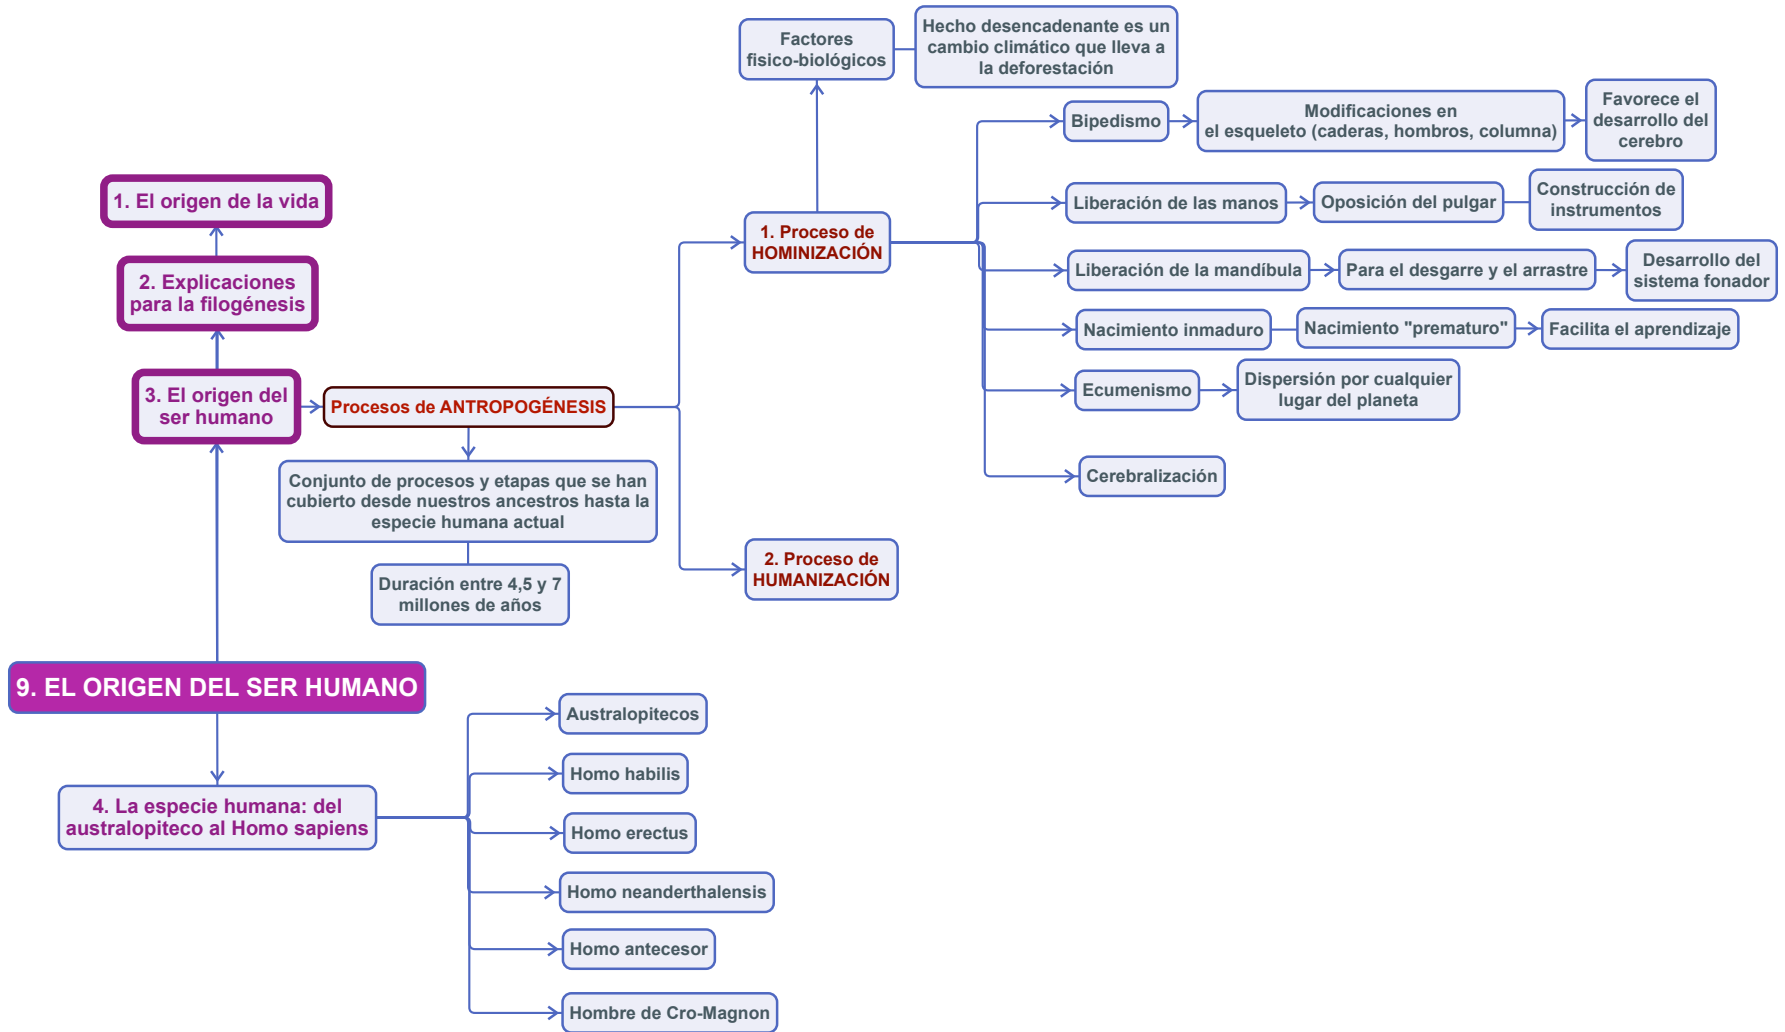 Factores
fisico-biológicos
Hecho desencadenante es un
cambio climático que lleva a
la deforestación
Bipedismo
Modificaciones en
el esqueleto (caderas, hombros, columna)
Favorece el
desarrollo del
cerebro
1. El origen de la vida
Liberación de las manos
Oposición del pulgar
Construcción de
instrumentos
2. Explicaciones
para la filogénesis
1. Proceso de
HOMINIZACIÓN
Liberación de la mandíbula
Para el desgarre y el arrastre
Desarrollo del
sistema fonador
Nacimiento inmaduro
Nacimiento "prematuro"
Facilita el aprendizaje
3. El origen del
ser humano
Procesos de ANTROPOGÉNESIS
Ecumenismo
Dispersión por cualquier
lugar del planeta
Conjunto de procesos y etapas que se han
cubierto desde nuestros ancestros hasta la
especie humana actual
Cerebralización
Duración entre 4,5 y 7
millones de años
2. Proceso de
HUMANIZACIÓN
9. EL ORIGEN DEL SER HUMANO
4. La especie humana: del
australopiteco al Homo sapiens
Australopitecos
Homo habilis
Homo erectus
Homo neanderthalensis
Homo antecesor
Hombre de Cro-Magnon